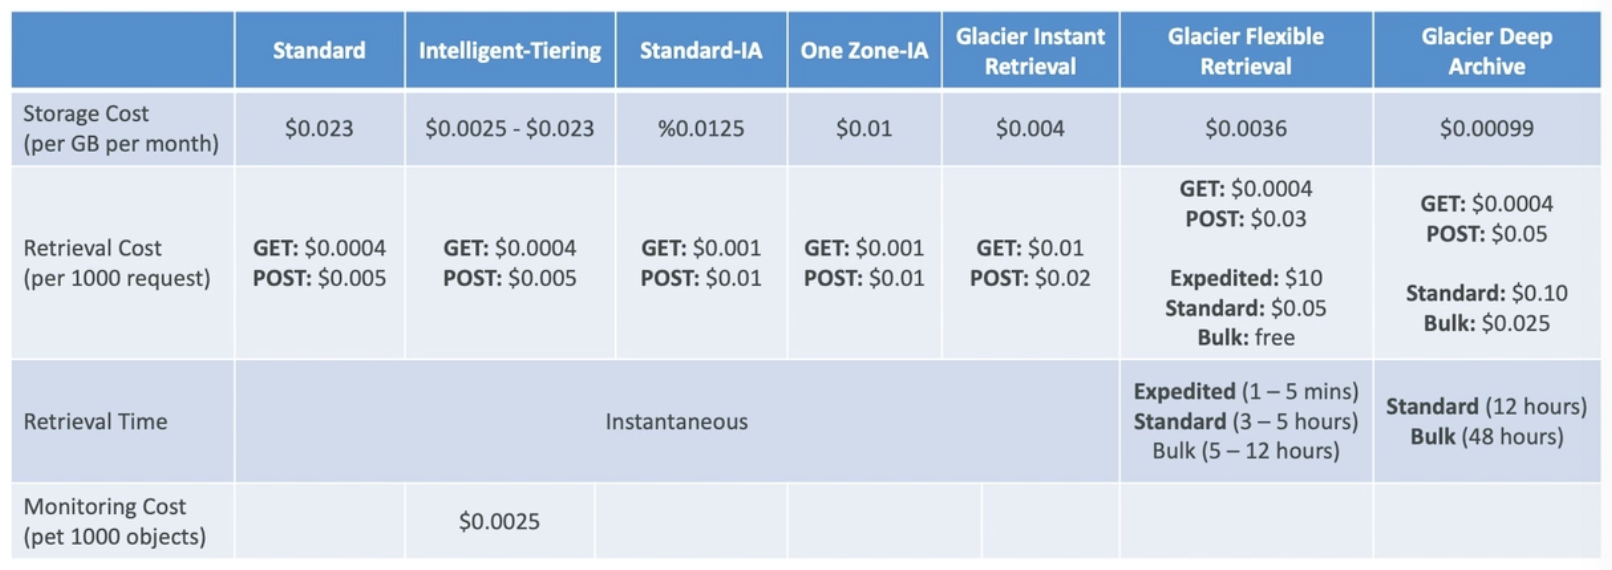 Standard
Intelligent-Tiering
Standard-IA
One Zone-IA
Glacier Instant
Retrieval
Glacier Flexible
Retrieval
Glacier Deep
Archive
Storage Cost
(per GB per month)
$0.023
$0.0025 - $0.023
%0.0125
$0.01
$0.004
$0.0036
$0.00099
Retrieval Cost
(per 1000 request)
GET: $0.0004
POST: $0.005
GET: $0.0004
POST: $0.005
GET: $0.001
POST: $0.01
GET: $0.001
POST: $0.01
GET: $0.01
POST: $0.02
GET: $0.0004
POST: $0.03
Expedited: $10
Standard: $0.05
Bulk: free
GET: $0.0004
POST: $0.05
Standard: $0.10
Bulk: $0.025
Retrieval Time
Instantaneous
Expedited (1 – 5 mins)
Standard (3 – 5 hours)
Bulk (5 – 12 hours)
Standard (12 hours)
Bulk (48 hours)
Monitoring Cost
(pet 1000 objects)
$0.0025